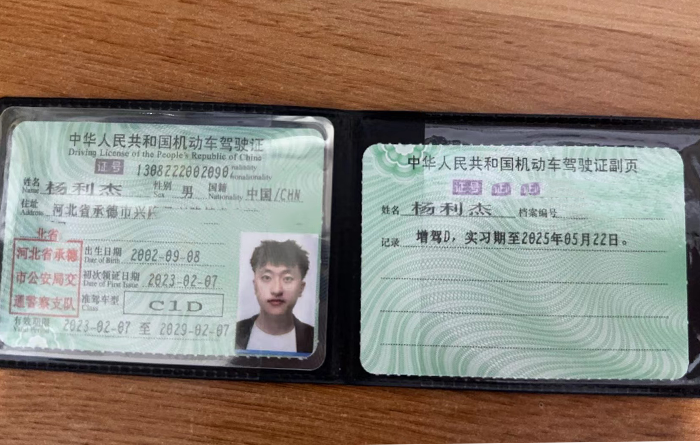 中华人民共和国机动车驾驶证
Driving License of the People's Republic of China
证号 1308222002090
姓名 Name 杨利杰 性别 Sex 男 国籍 Nationality 中国/CHN
住址 Address 河北省承德市兴
北省
河北省承德
市公安局交
通警察支队
出生日期 Date of Birth 2002-09-08
初次领证日期 Date of First Issue 2023-02-07
准驾车型 Class C1D
有效期限 2023-02-07 至 2029-02-07
中华人民共和国机动车驾驶证副页
证号 证 证
姓名 杨利杰 档案编号
记录 增驾D,实习期至2025年05月22日。